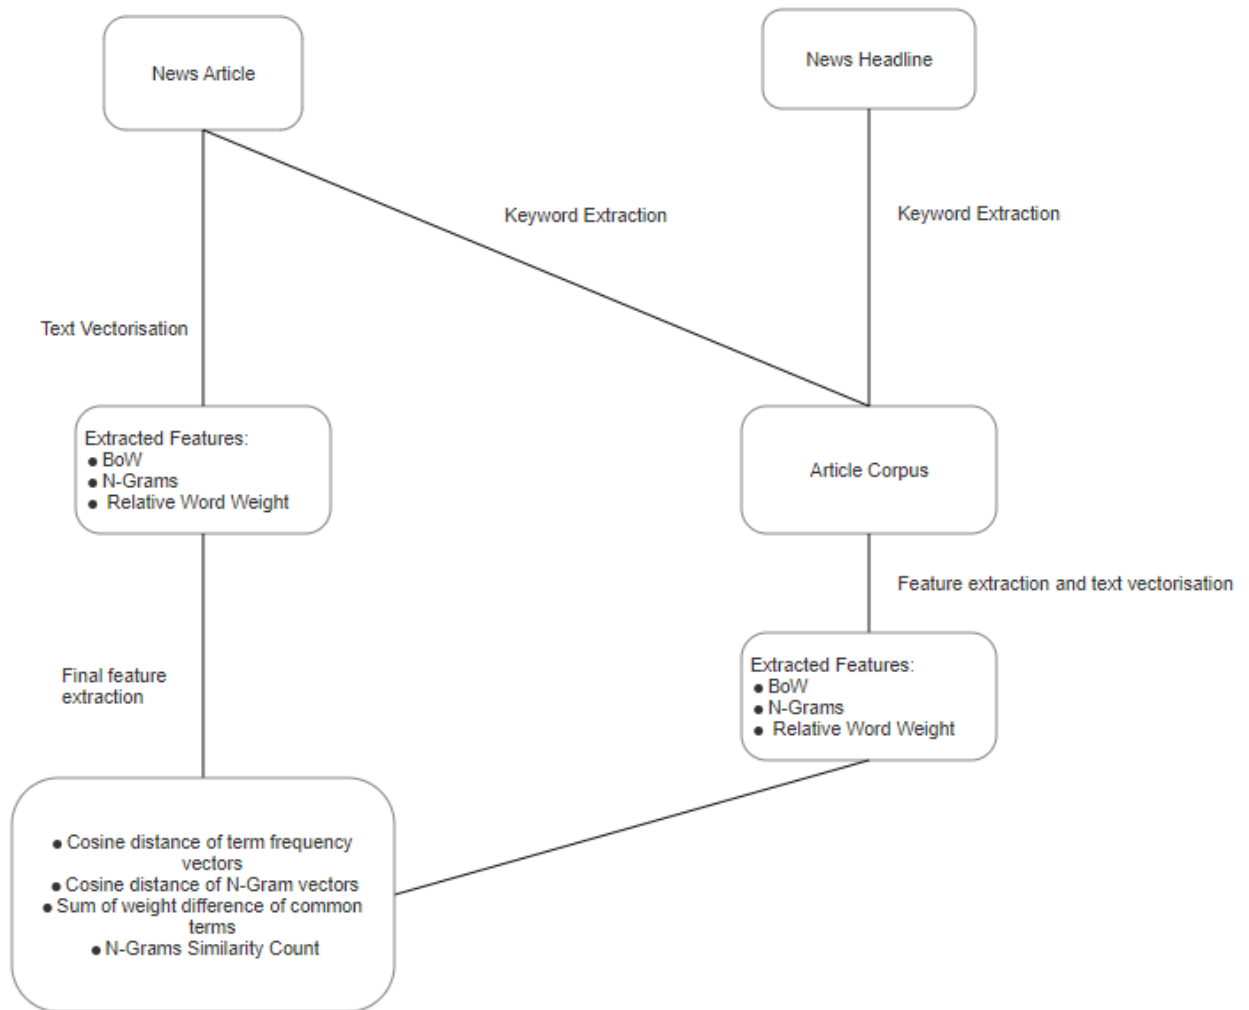 News Article
News Headline
Keyword Extraction
Keyword Extraction
Text Vectorisation
Extracted Features:
● BoW
● N-Grams
● Relative Word Weight
Article Corpus
Feature extraction and text vectorisation
Final feature
extraction
Extracted Features:
● BoW
● N-Grams
● Relative Word Weight
● Cosine distance of term frequency
vectors
● Cosine distance of N-Gram vectors
● Sum of weight difference of common
terms
● N-Grams Similarity Count